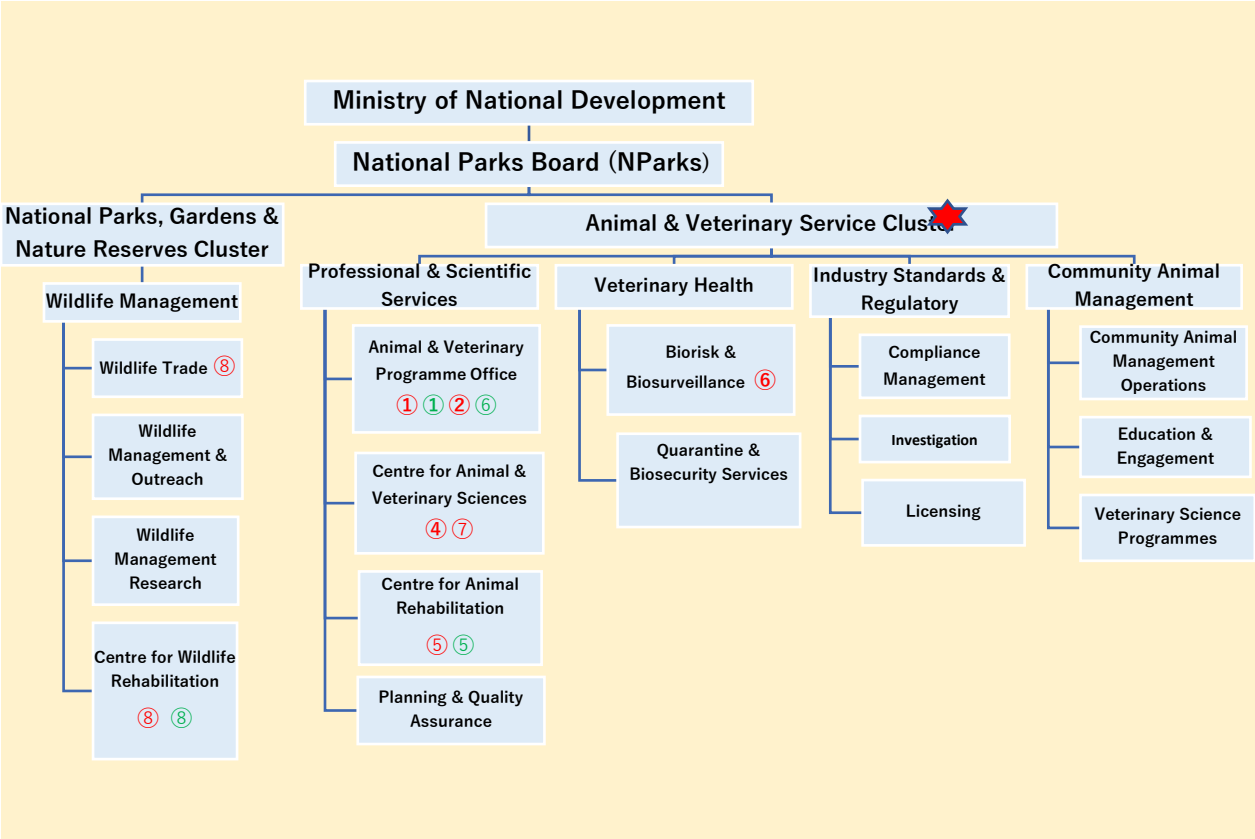 Ministry of National Development
National Parks Board (NParks)
National Parks, Gardens &
Nature Reserves Cluster
Animal & Veterinary Service Cluster
Wildlife Management
Wildlife Trade ⑧
Wildlife
Management &
Outreach
Wildlife
Management
Research
Centre for Wildlife
Rehabilitation
⑧ ⑧
Professional & Scientific
Services
Animal & Veterinary
Programme Office
① ① ② ⑥
Centre for Animal &
Veterinary Sciences
④ ⑦
Centre for Animal
Rehabilitation
⑤ ⑤
Planning & Quality
Assurance
Veterinary Health
Biorisk &
Biosurveillance ⑥
Quarantine &
Biosecurity Services
Industry Standards &
Regulatory
Compliance
Management
Investigation
Licensing
Community Animal
Management
Community Animal
Management
Operations
Education &
Engagement
Veterinary Science
Programmes